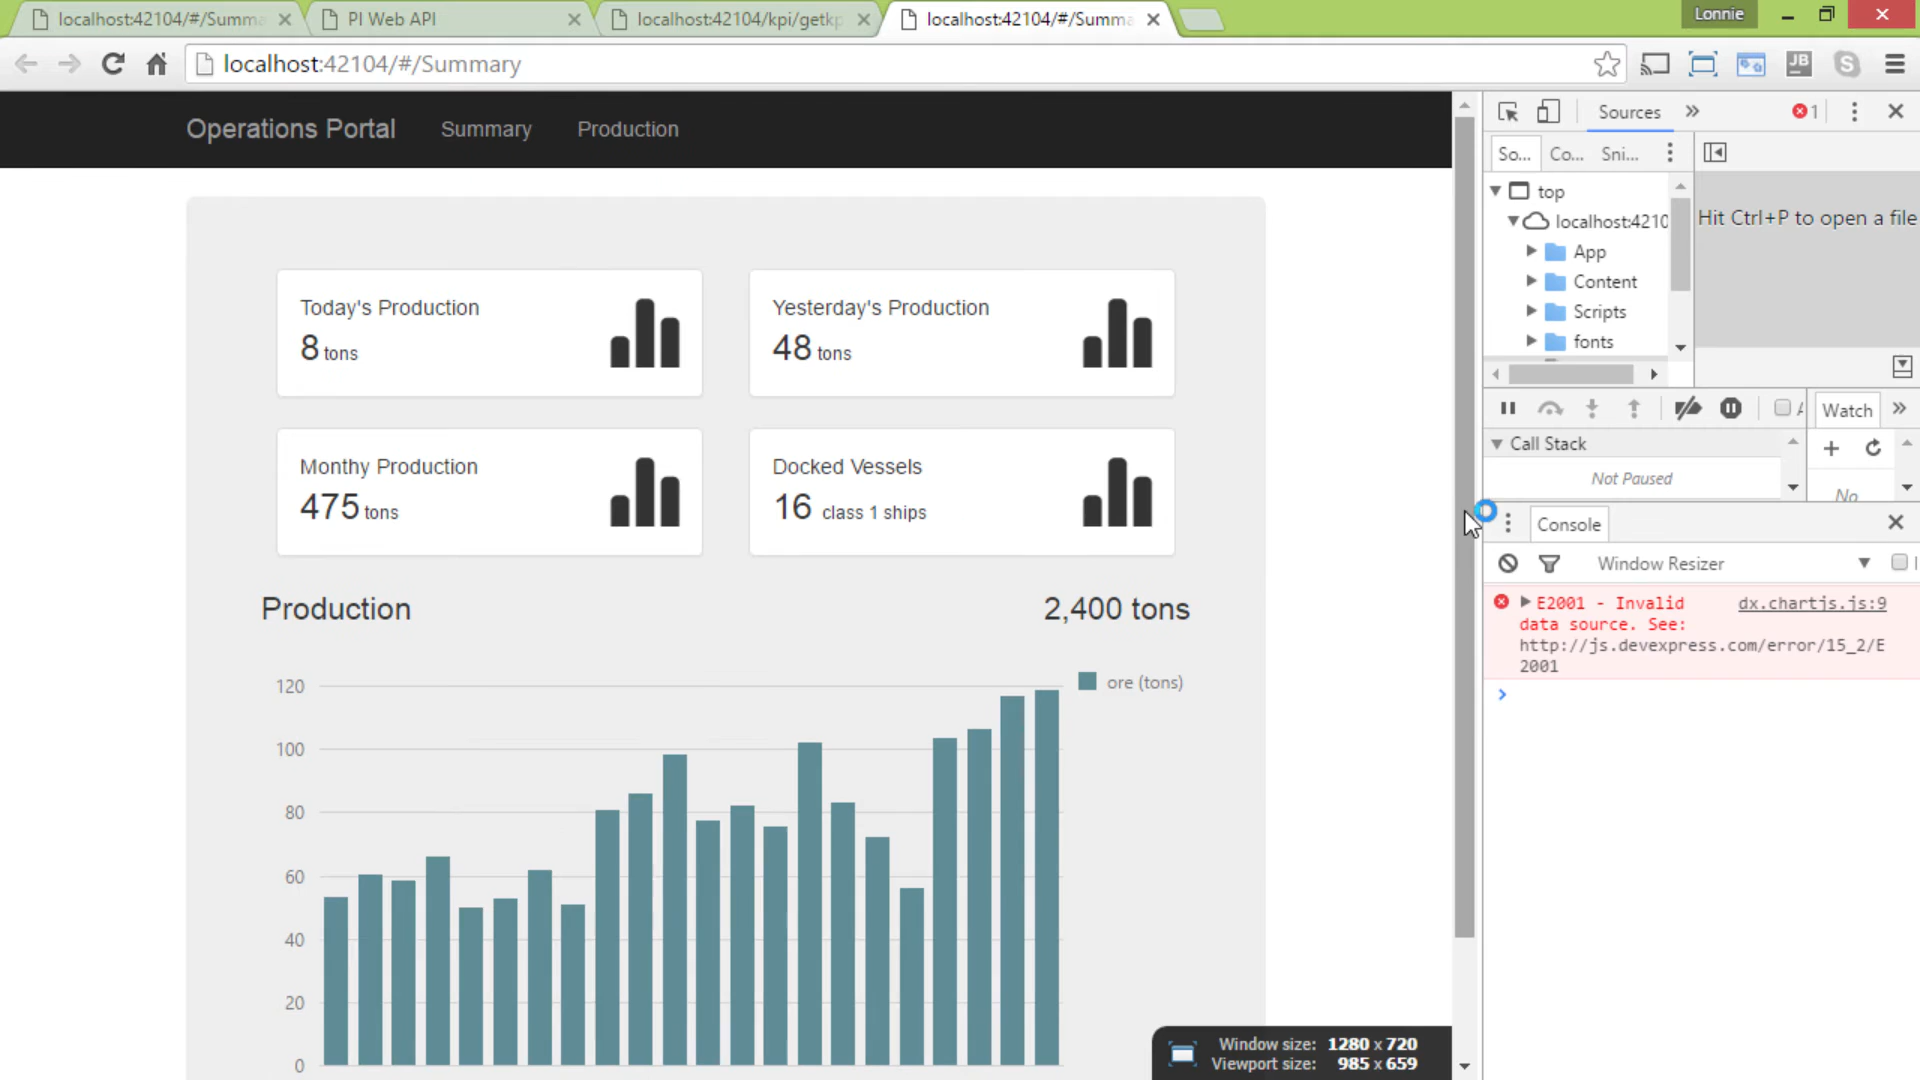 localhost:42104/#/Summa
PI Web API
localhost:42104/kpi/getkp
localhost:42104/#/Summa
Lonnie
localhost:42104/#/Summary
JB
Operations Portal
Summary
Production
Today's Production
8 tons
Yesterday's Production
48 tons
Monthy Production
475 tons
Docked Vessels
16 class 1 ships
Production
2,400 tons
120
100
80
60
40
20
0
ore (tons)
Window size: 1280 x 720
Viewport size: 985 x 659
Sources
1
So...
Co...
Sni...
top
localhost:4210
App
Content
Scripts
fonts
Hit Ctrl+P to open a file
Watch
Call Stack
Not Paused
No
Console
Window Resizer
E2001 - Invalid dx.chartjs.js:9
data source. See:
http://js.devexpress.com/error/15_2/E
2001